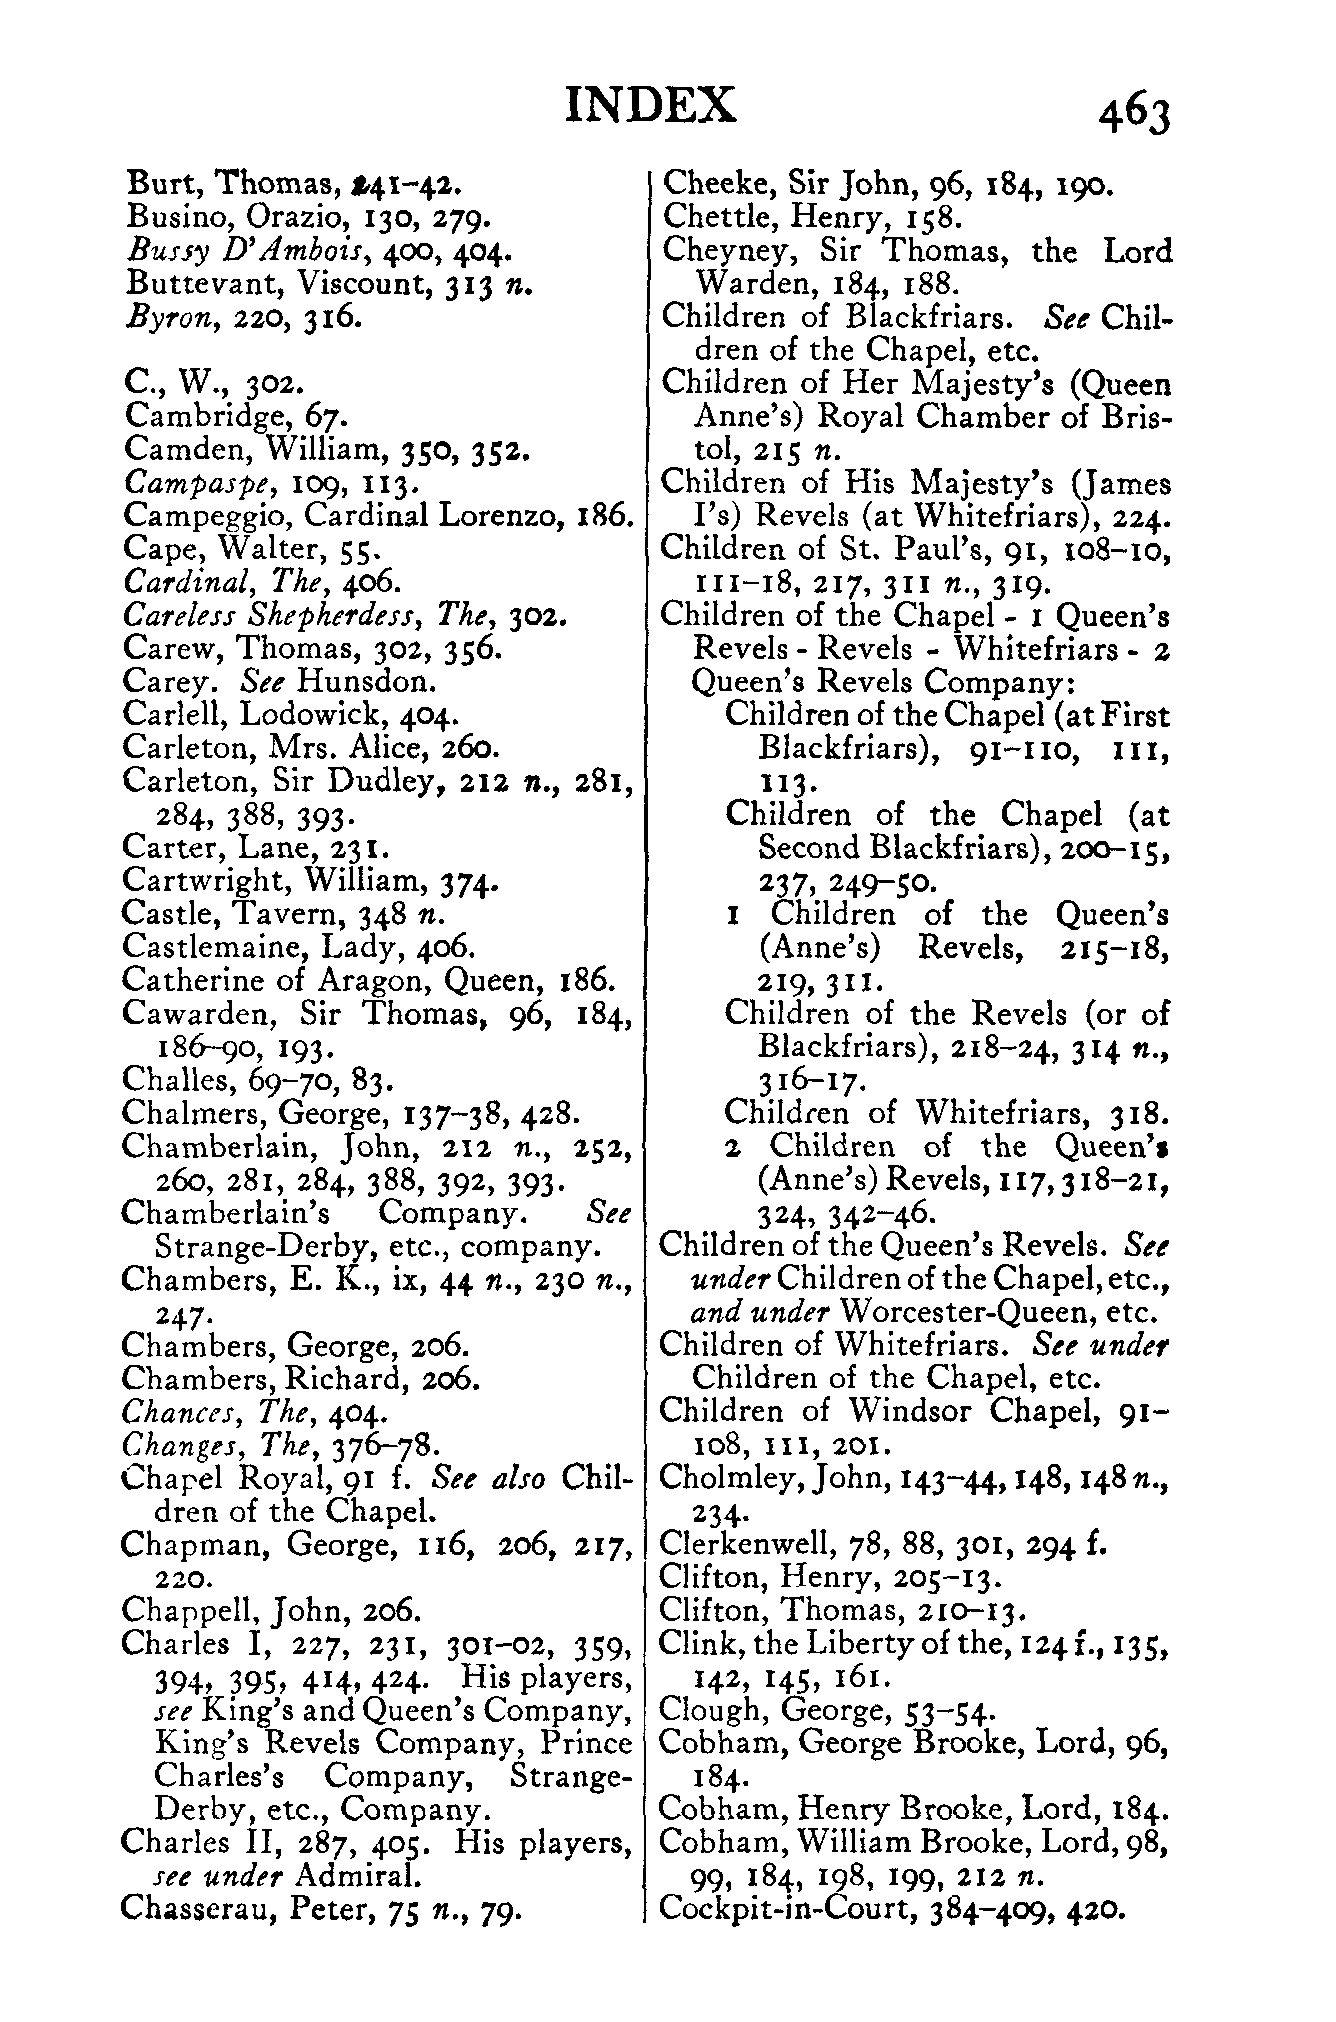 INDEX 463
Burt, Thomas, 241–42.
Busino, Orazio, 130, 279.
Bussy D'Ambois, 400, 404.
Buttevant, Viscount, 313 n.
Byron, 220, 316.
C., W., 302.
Cambridge, 67.
Camden, William, 350, 352.
Campaspe, 109, 113.
Campeggio, Cardinal Lorenzo, 186.
Cape, Walter, 55.
Cardinal, The, 406.
Careless Shepherdess, The, 302.
Carew, Thomas, 302, 356.
Carey. See Hunsdon.
Carlell, Lodowick, 404.
Carleton, Mrs. Alice, 260.
Carleton, Sir Dudley, 212 n., 281,
284, 388, 393.
Carter, Lane, 231.
Cartwright, William, 374.
Castle, Tavern, 348 n.
Castlemaine, Lady, 406.
Catherine of Aragon, Queen, 186.
Cawarden, Sir Thomas, 96, 184,
186–90, 193.
Challes, 69–70, 83.
Chalmers, George, 137–38, 428.
Chamberlain, John, 212 n., 252,
260, 281, 284, 388, 392, 393.
Chamberlain's Company. See
Strange-Derby, etc., company.
Chambers, E. K., ix, 44 n., 230 n.,
247.
Chambers, George, 206.
Chambers, Richard, 206.
Chances, The, 404.
Changes, The, 376–78.
Chapel Royal, 91 f. See also Chil-
dren of the Chapel.
Chapman, George, 116, 206, 217,
220.
Chappell, John, 206.
Charles I, 227, 231, 301–02, 359,
394, 395, 414, 424. His players,
see King's and Queen's Company,
King's Revels Company, Prince
Charles's Company, Strange-
Derby, etc., Company.
Charles II, 287, 405. His players,
see under Admiral.
Chasserau, Peter, 75 n., 79.
Cheeke, Sir John, 96, 184, 190.
Chettle, Henry, 158.
Cheyney, Sir Thomas, the Lord
Warden, 184, 188.
Children of Blackfriars. See Chil-
dren of the Chapel, etc.
Children of Her Majesty's (Queen
Anne's) Royal Chamber of Bris-
tol, 215 n.
Children of His Majesty's (James
I's) Revels (at Whitefriars), 224.
Children of St. Paul's, 91, 108–10,
111–18, 217, 311 n., 319.
Children of the Chapel - 1 Queen's
Revels - Revels - Whitefriars - 2
Queen's Revels Company:
Children of the Chapel (at First
Blackfriars), 91–110, 111,
113.
Children of the Chapel (at
Second Blackfriars), 200–15,
237, 249–50.
1 Children of the Queen's
(Anne's) Revels, 215–18,
219, 311.
Children of the Revels (or of
Blackfriars), 218–24, 314 n.,
316–17.
Children of Whitefriars, 318.
2 Children of the Queen's
(Anne's) Revels, 117, 318–21,
324, 342–46.
Children of the Queen's Revels. See
under Children of the Chapel, etc.,
and under Worcester-Queen, etc.
Children of Whitefriars. See under
Children of the Chapel, etc.
Children of Windsor Chapel, 91–
108, 111, 201.
Cholmley, John, 143–44, 148, 148 n.,
234.
Clerkenwell, 78, 88, 301, 294 f.
Clifton, Henry, 205–13.
Clifton, Thomas, 210–13.
Clink, the Liberty of the, 124 f., 135,
142, 145, 161.
Clough, George, 53–54.
Cobham, George Brooke, Lord, 96,
184.
Cobham, Henry Brooke, Lord, 184.
Cobham, William Brooke, Lord, 98,
99, 184, 198, 199, 212 n.
Cockpit-in-Court, 384–409, 420.